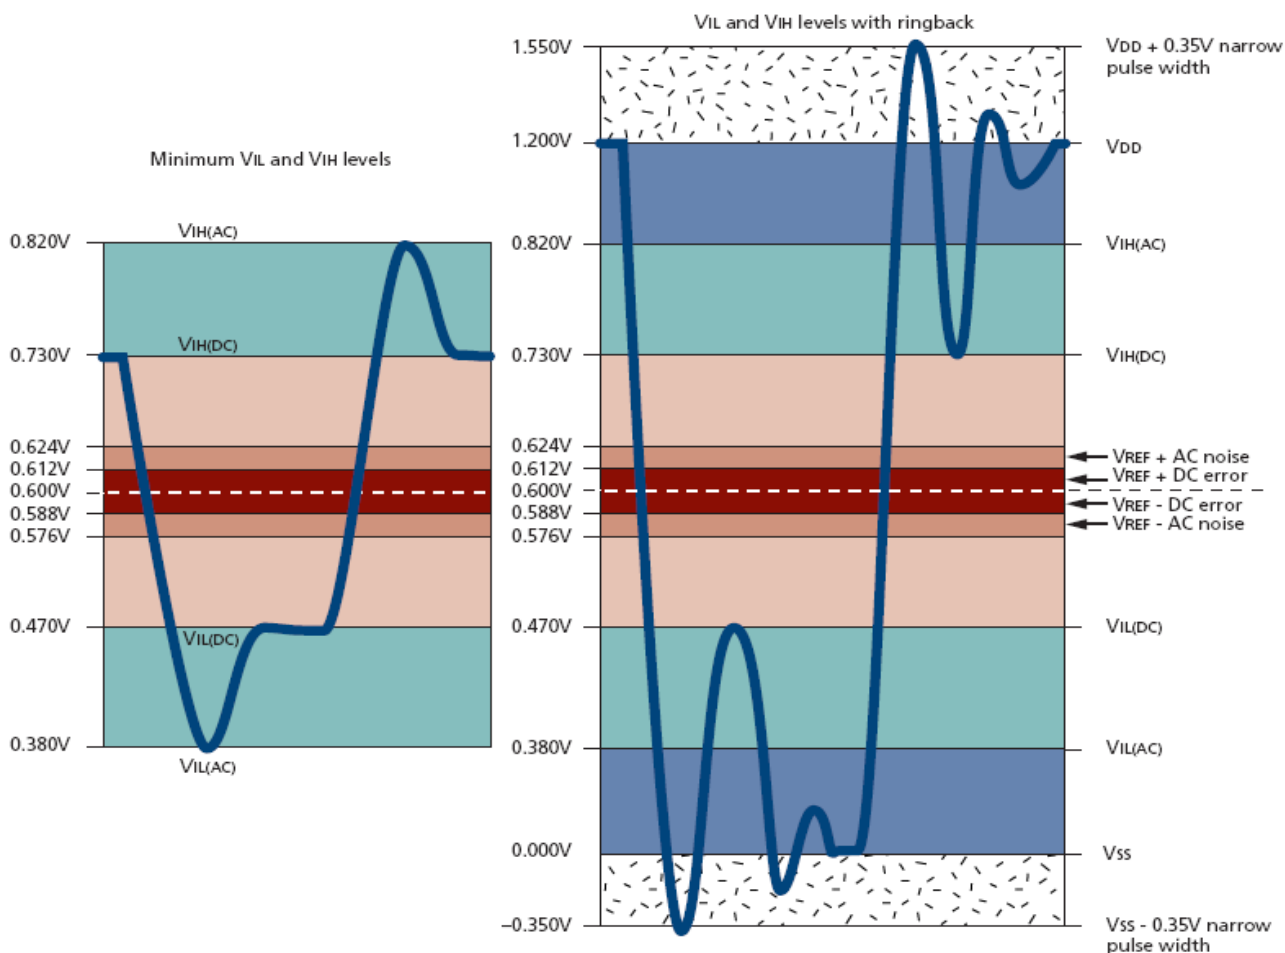 Minimum VIL and VIH levels
VIH(AC)
VIH(DC)
VIL(DC)
VIL(AC)
0.820V
0.730V
0.624V
0.612V
0.600V
0.588V
0.576V
0.470V
0.380V
VIL and VIH levels with ringback
1.550V
1.200V
0.820V
0.730V
0.624V
0.612V
0.600V
0.588V
0.576V
0.470V
0.380V
0.000V
–0.350V
VDD + 0.35V narrow
pulse width
VDD
VIH(AC)
VIH(DC)
VREF + AC noise
VREF + DC error
VREF - DC error
VREF - AC noise
VIL(DC)
VIL(AC)
VSS
VSS - 0.35V narrow
pulse width